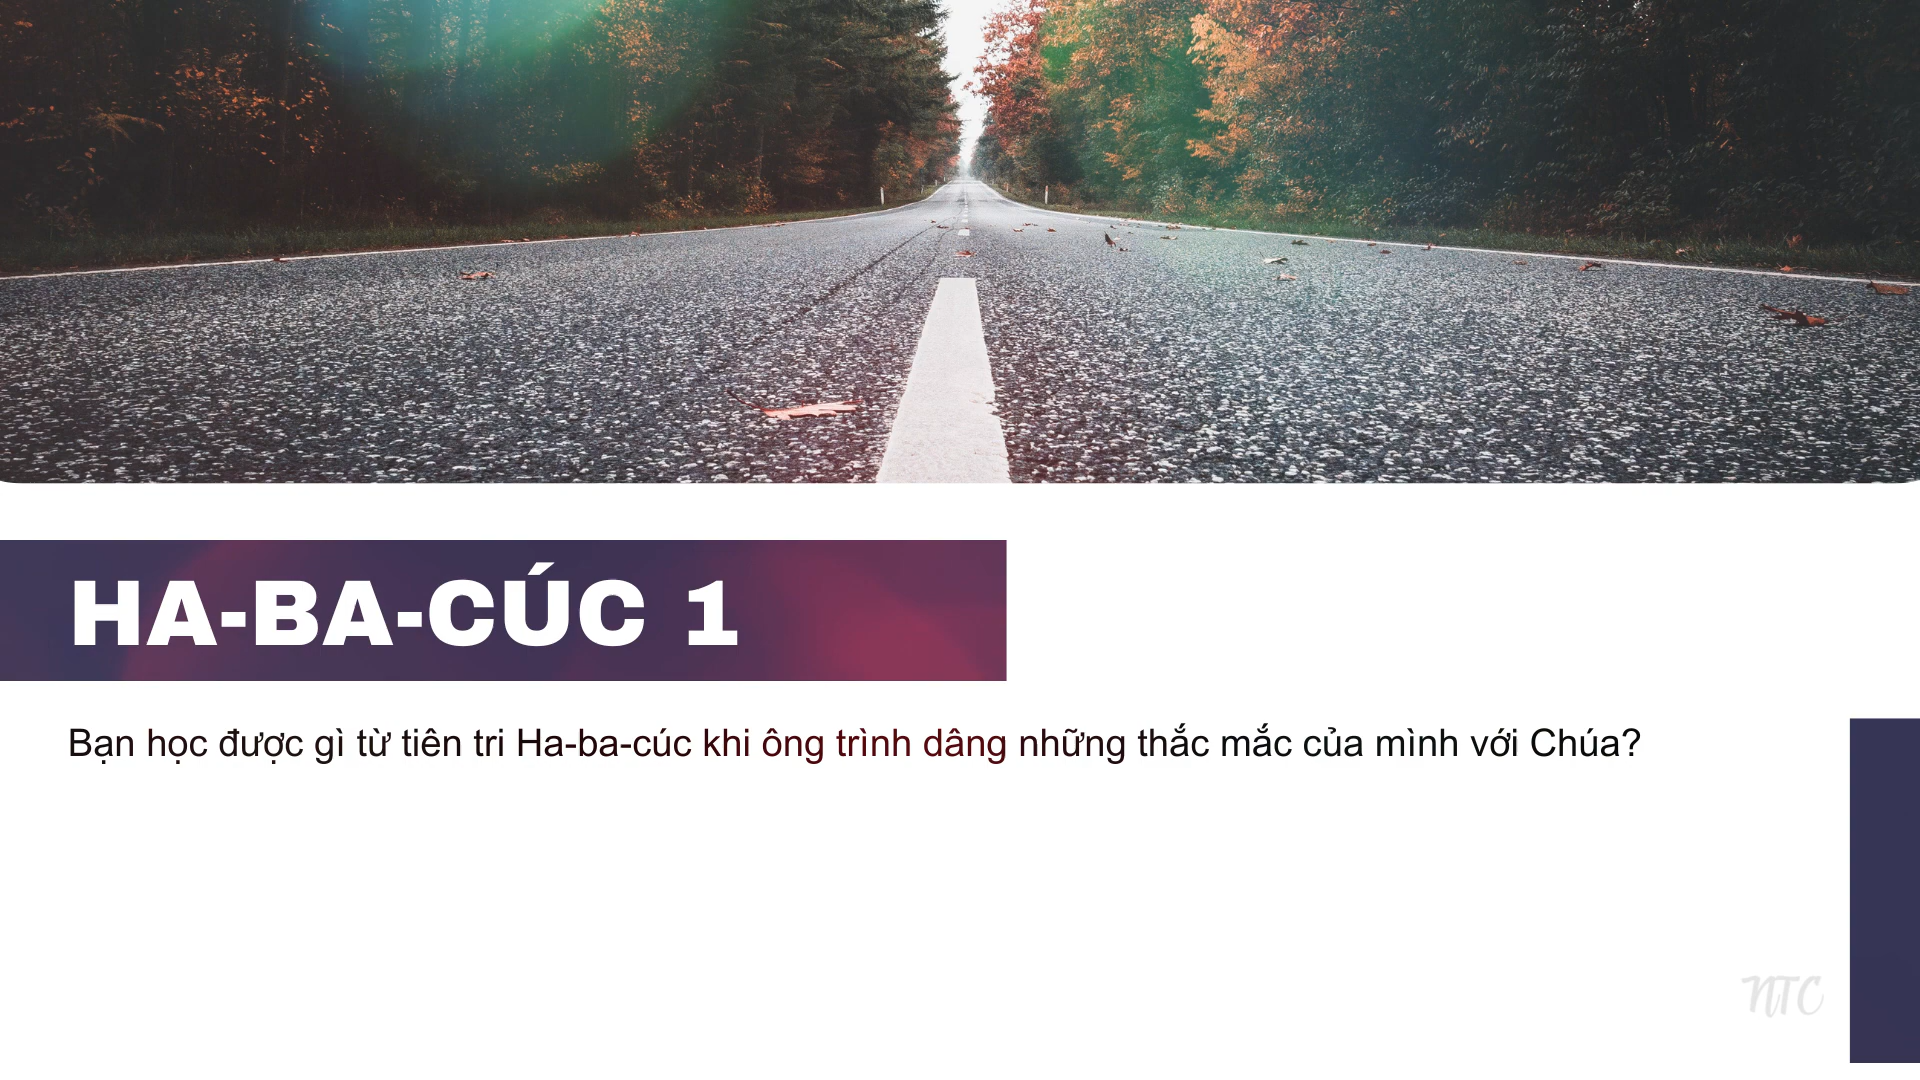 HA-BA-CÚC 1
Bạn học được gì từ tiên tri Ha-ba-cúc khi ông trình dâng những thắc mắc của mình với Chúa?
NTC